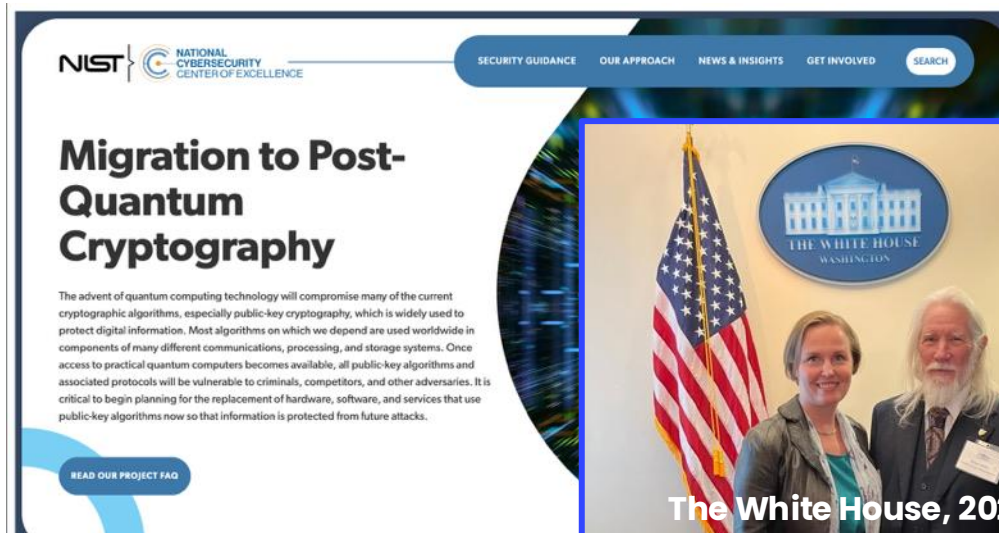 NIST
NATIONAL
CYBERSECURITY
CENTER OF EXCELLENCE
SECURITY GUIDANCE OUR APPROACH NEWS & INSIGHTS GET INVOLVED SEARCH
Migration to Post-
Quantum
Cryptography
The advent of quantum computing technology will compromise many of the current
cryptographic algorithms, especially public-key cryptography, which is widely used to
protect digital information. Most algorithms on which we depend are used worldwide in
components of many different communications, processing, and storage systems. Once
access to practical quantum computers becomes available, all public-key algorithms and
associated protocols will be vulnerable to criminals, competitors, and other adversaries. It is
critical to begin planning for the replacement of hardware, software, and services that use
public-key algorithms now so that information is protected from future attacks.
READ OUR PROJECT FAQ
THE WHITE HOUSE
WASHINGTON
The White House,